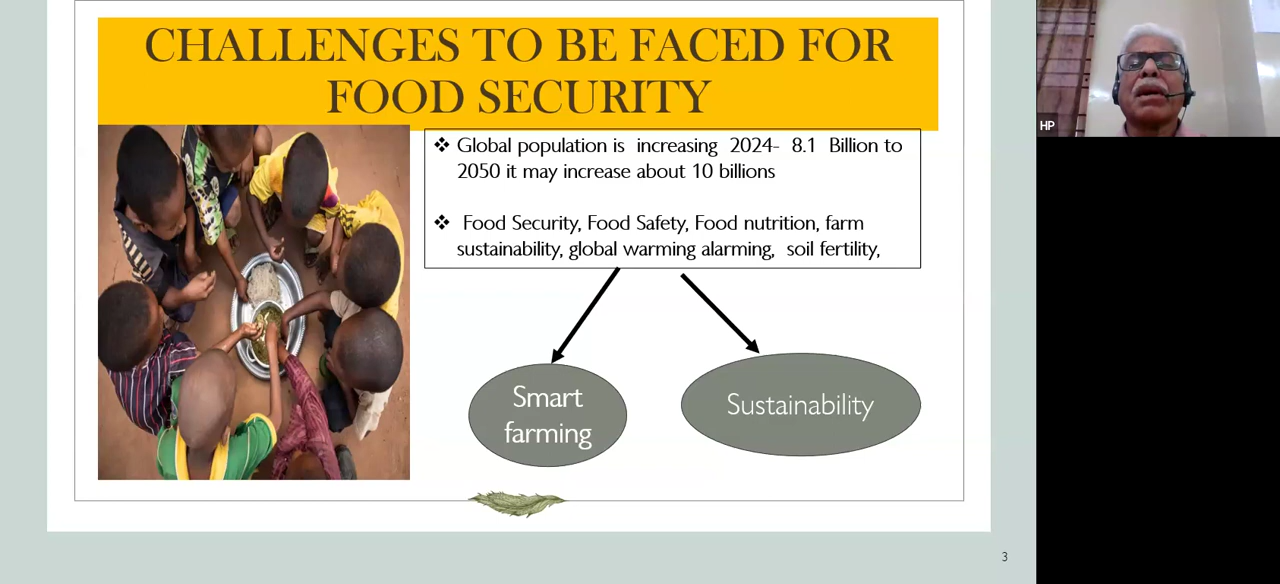 CHALLENGES TO BE FACED FOR
FOOD SECURITY
❖ Global population is increasing 2024- 8.1 Billion to
2050 it may increase about 10 billions
❖ Food Security, Food Safety, Food nutrition, farm
sustainability, global warming alarming, soil fertility,
Smart
farming
Sustainability
3
HP